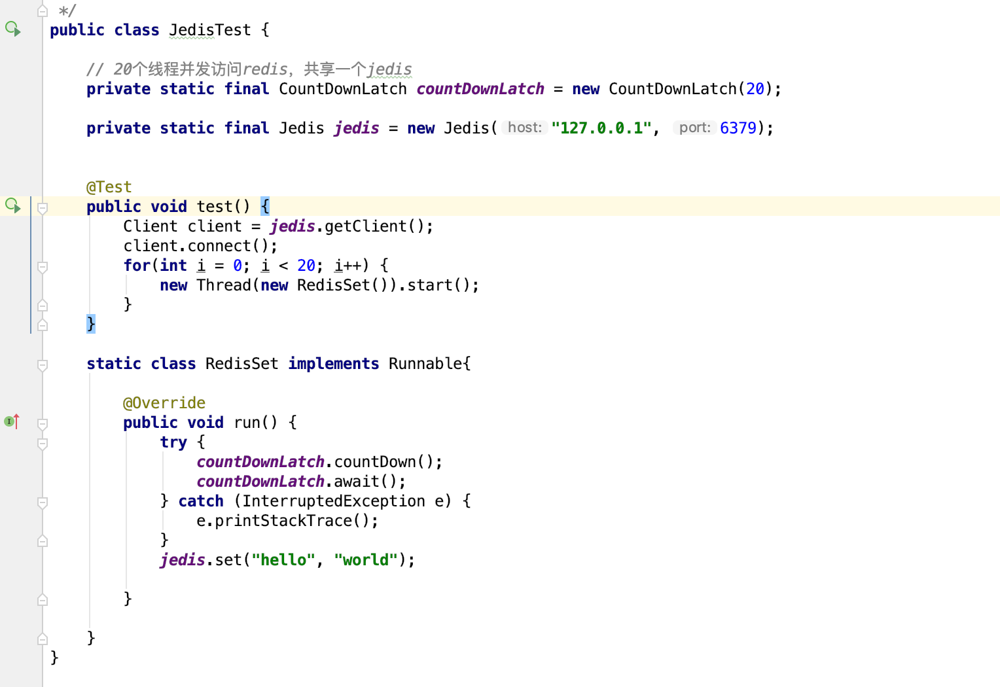 */
public class JedisTest {
// 20个线程并发访问redis，共享一个jedis
private static final CountDownLatch countDownLatch = new CountDownLatch(20);
private static final Jedis jedis = new Jedis( host: "127.0.0.1", port: 6379);
@Test
public void test() {
Client client = jedis.getClient();
client.connect();
for(int i = 0; i < 20; i++) {
new Thread(new RedisSet()).start();
}
}
static class RedisSet implements Runnable{
@Override
public void run() {
try {
countDownLatch.countDown();
countDownLatch.await();
} catch (InterruptedException e) {
e.printStackTrace();
}
jedis.set("hello", "world");
}
}
}